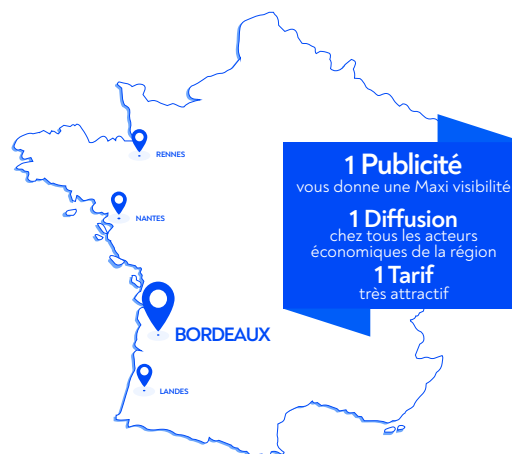 RENNES
1 Publicité
vous donne une Maxi visibilité
NANTES
1 Diffusion
chez tous les acteurs
économiques de la région
1 Tarif
très attractif
BORDEAUX
LANDES